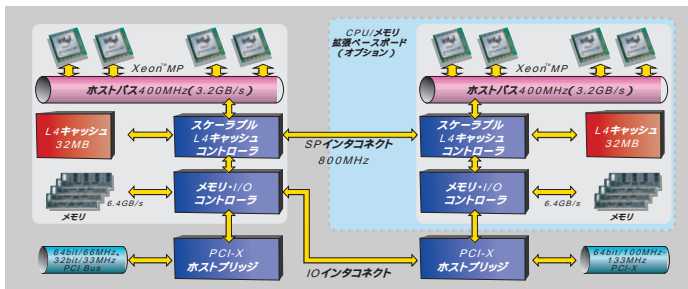 CPU/メモリ
拡張ベースボード
(オプション)
Xeon™MP
ホストバス400MHz(3.2GB/s)
L4キャッシュ
32MB
スケーラブル
L4キャッシュ
コントローラ
メモリ
6.4GB/s
メモリ・I/O
コントローラ
64bit/66MHz、
32bit/33MHz
PCI Bus
PCI-X
ホストブリッジ
SPインタコネクト
800MHz
IOインタコネクト
Xeon™MP
ホストバス400MHz(3.2GB/s)
スケーラブル
L4キャッシュ
コントローラ
L4キャッシュ
32MB
メモリ・I/O
コントローラ
6.4GB/s
メモリ
PCI-X
ホストブリッジ
64bit/100MHz-
133MHz
PCI-X